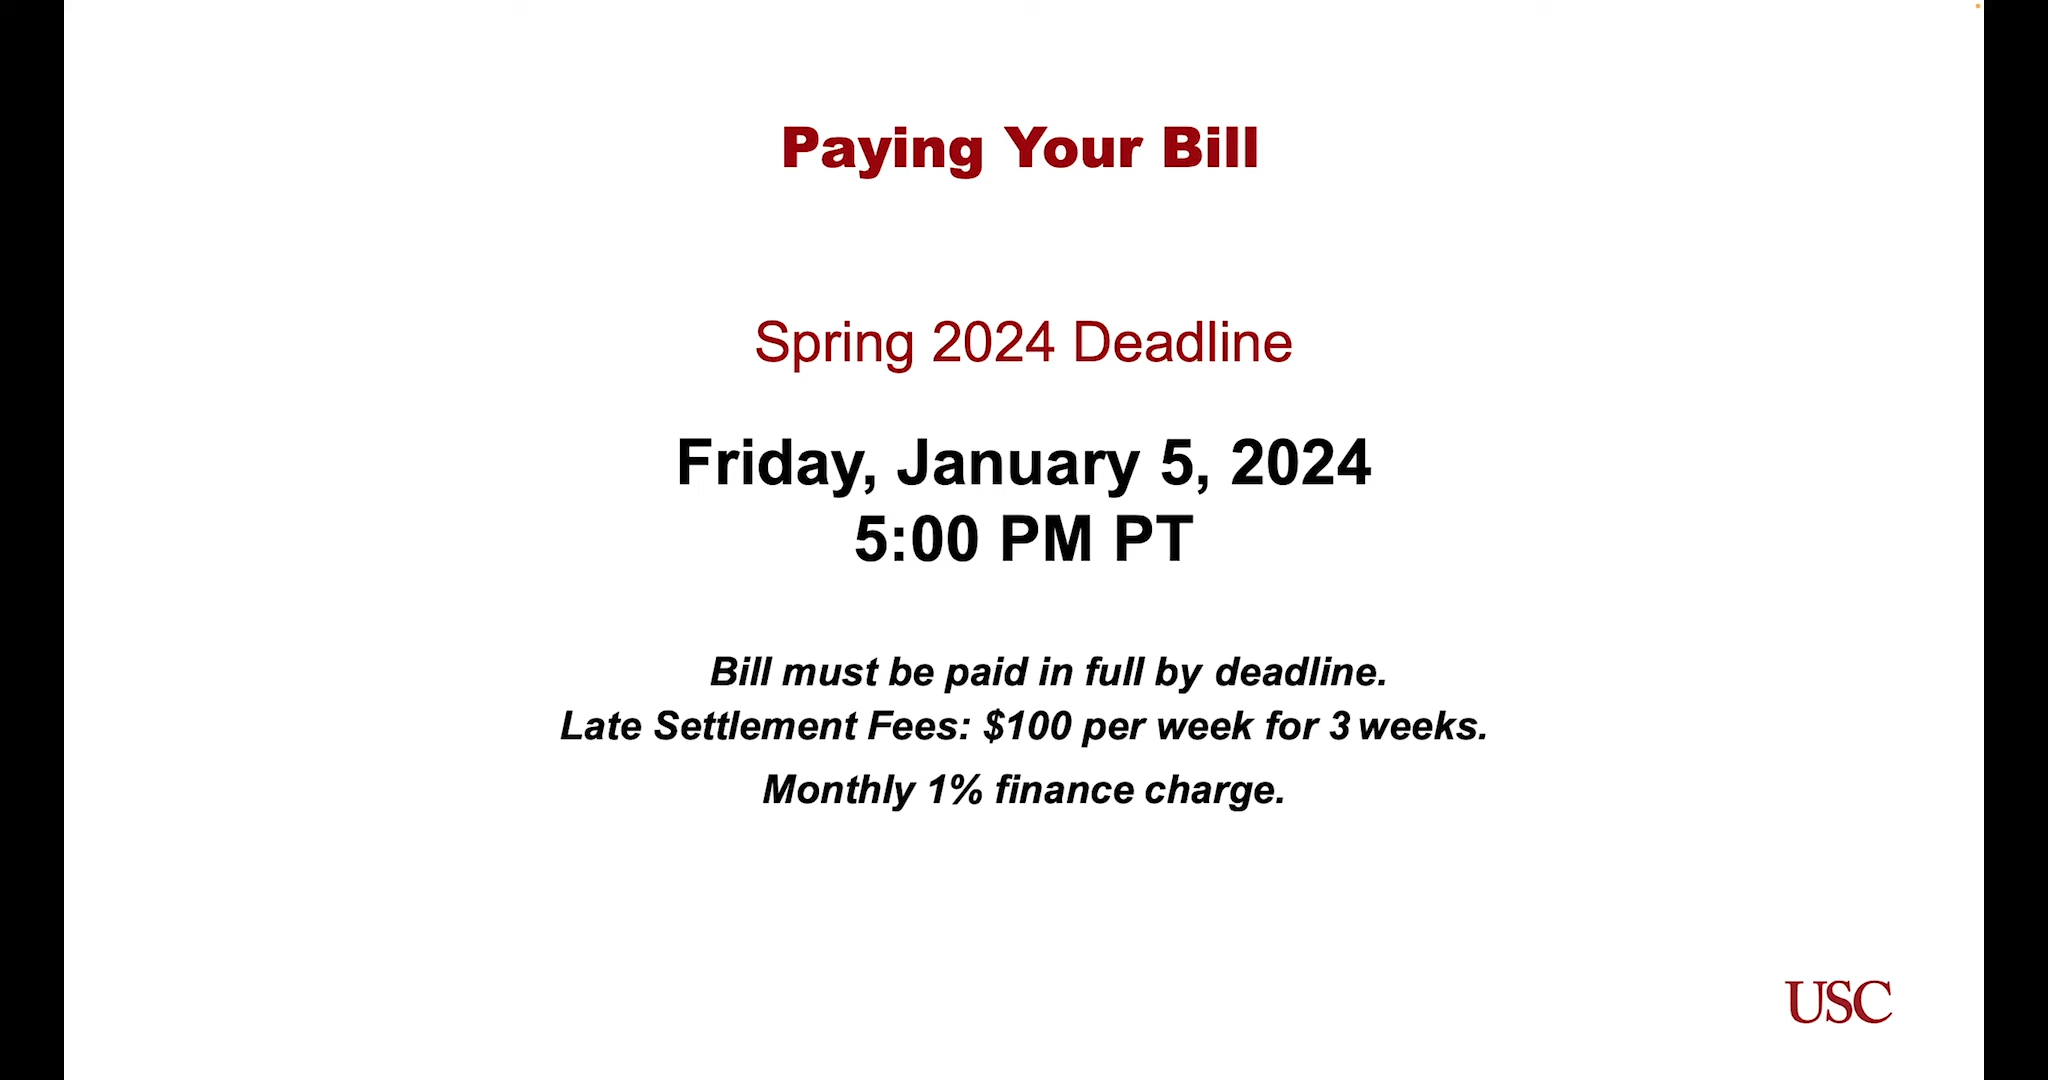 Paying Your Bill
Spring 2024 Deadline
Friday, January 5, 2024
5:00 PM PT
Bill must be paid in full by deadline.
Late Settlement Fees: $100 per week for 3 weeks.
Monthly 1% finance charge.
USC